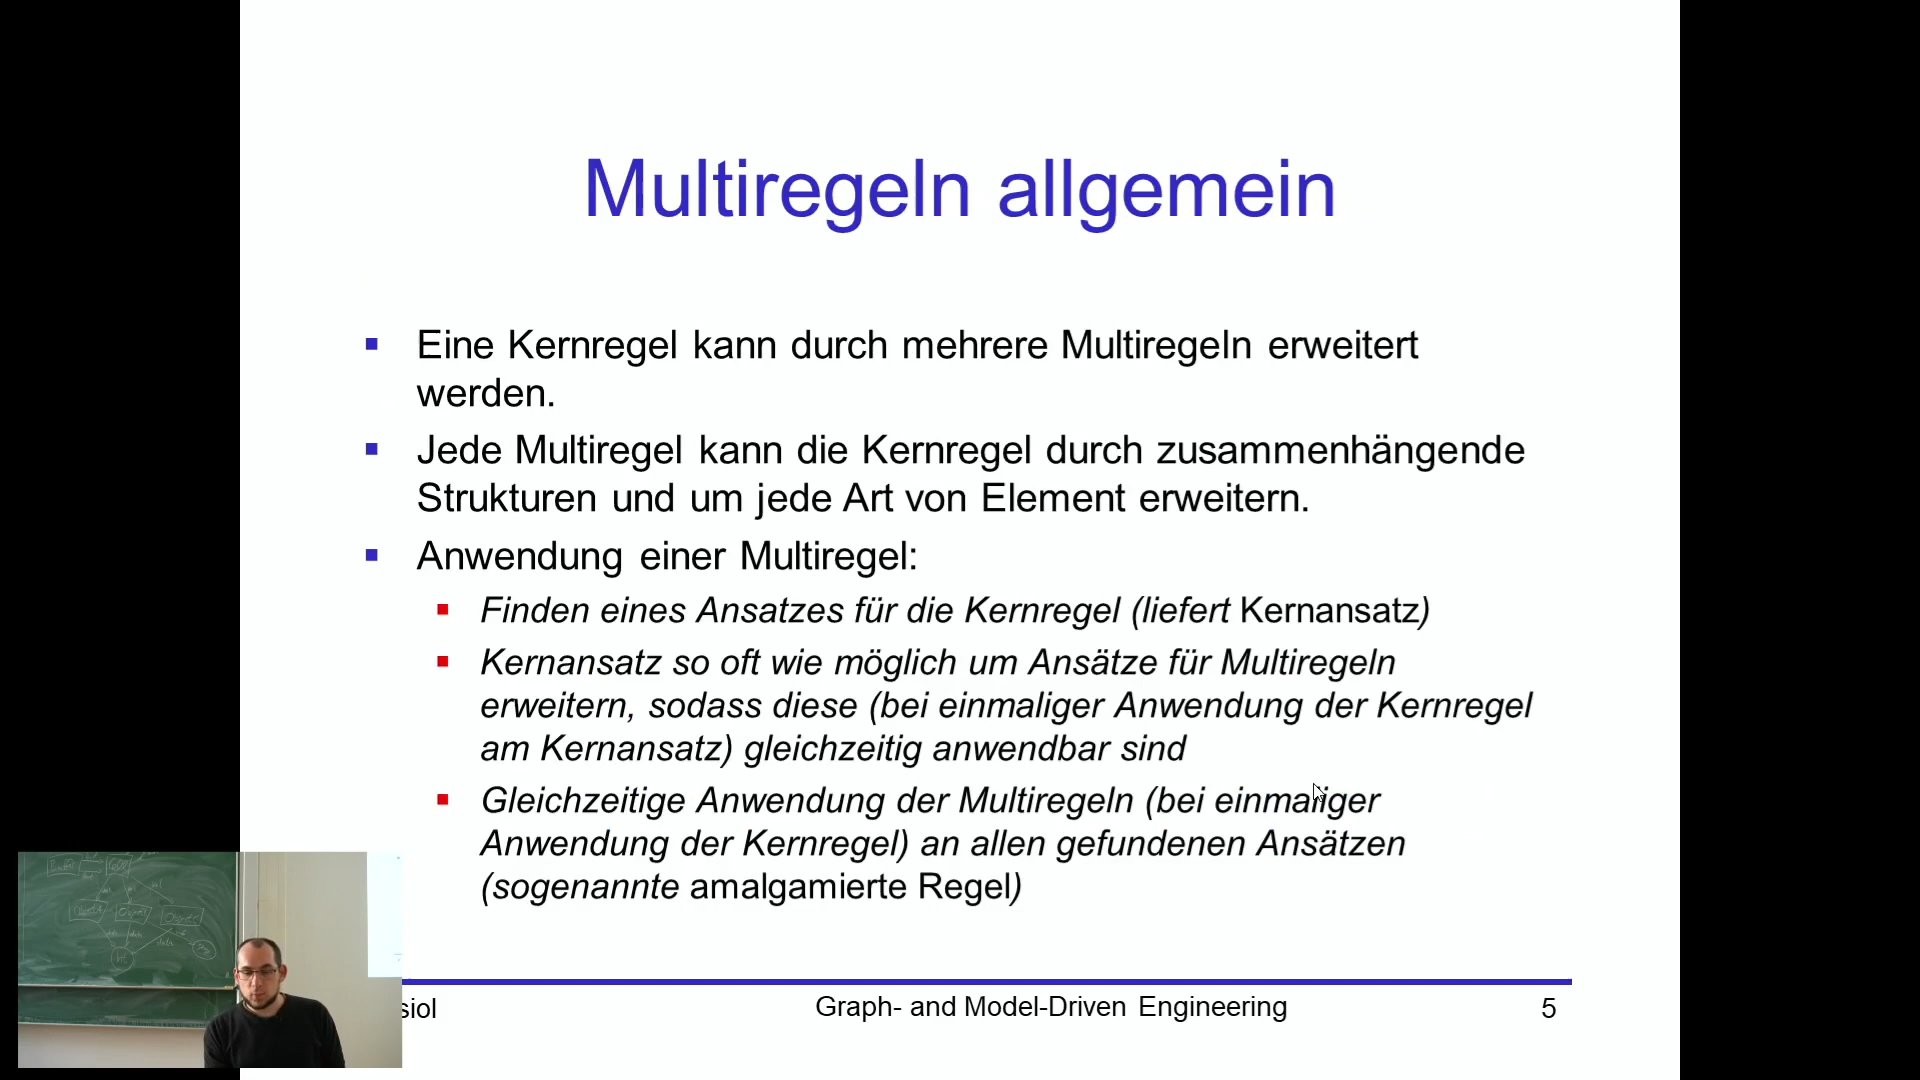 Multiregeln allgemein
Eine Kernregel kann durch mehrere Multiregeln erweitert
werden.
Jede Multiregel kann die Kernregel durch zusammenhängende
Strukturen und um jede Art von Element erweitern.
Anwendung einer Multiregel:
Finden eines Ansatzes für die Kernregel (liefert Kernansatz)
Kernansatz so oft wie möglich um Ansätze für Multiregeln
erweitern, sodass diese (bei einmaliger Anwendung der Kernregel
am Kernansatz) gleichzeitig anwendbar sind
Gleichzeitige Anwendung der Multiregeln (bei einmaliger
Anwendung der Kernregel) an allen gefundenen Ansätzen
(sogenannte amalgamierte Regel)
Graph- and Model-Driven Engineering
5